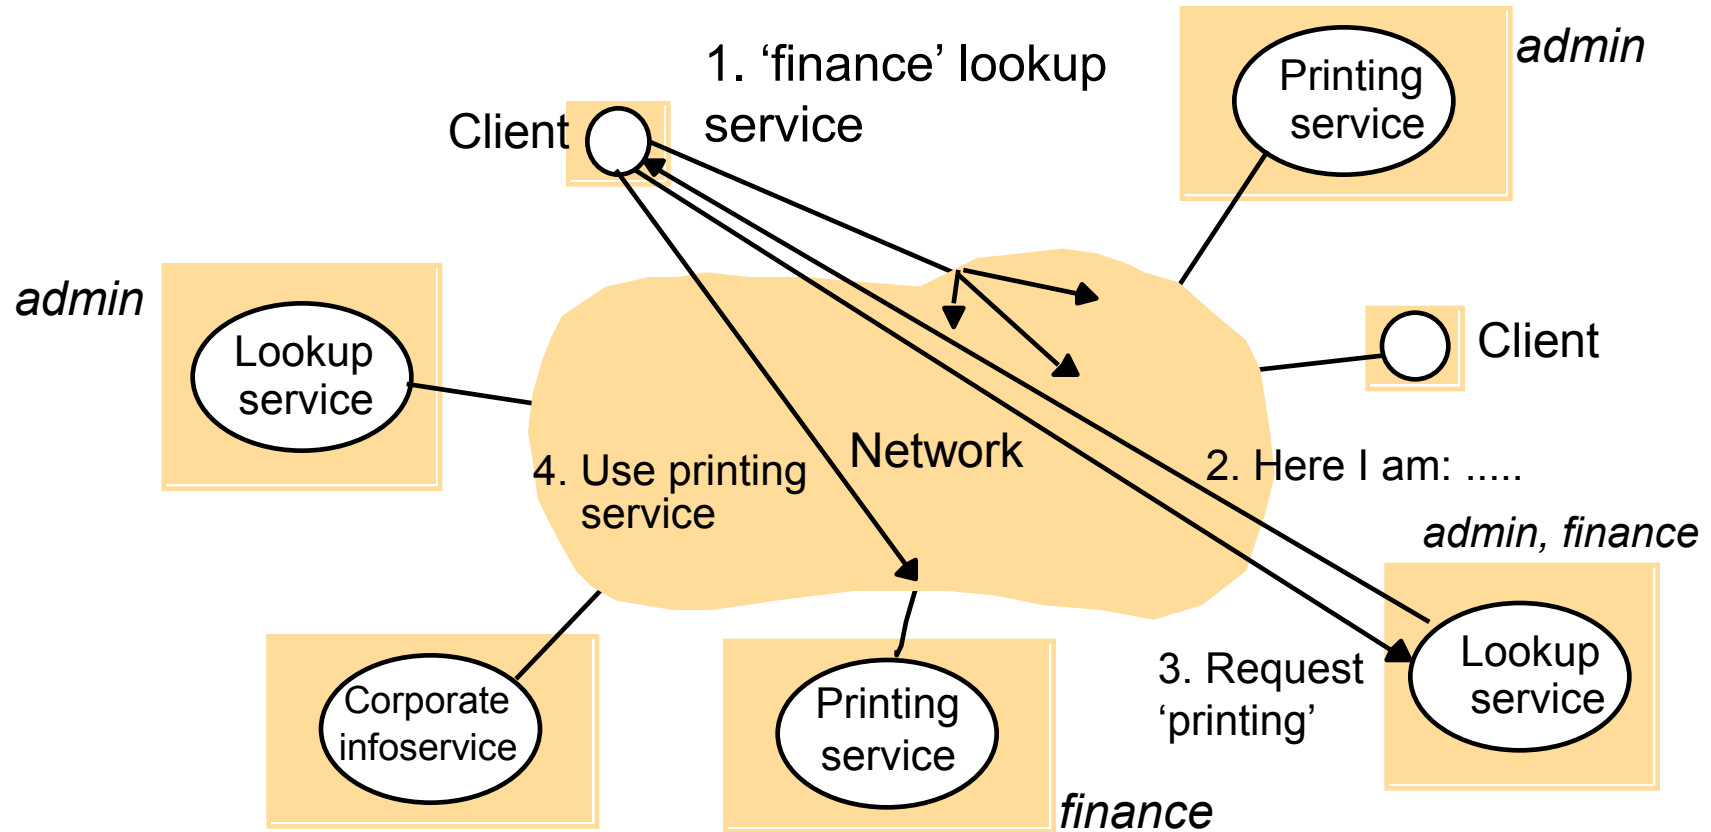 1. ‘finance’ lookup
service
admin
Printing
service
Client
admin
Lookup
service
Client
Network
4. Use printing
service
2. Here I am: .....
admin, finance
Lookup
service
3. Request
‘printing’
Corporate
infoservice
Printing
service
finance